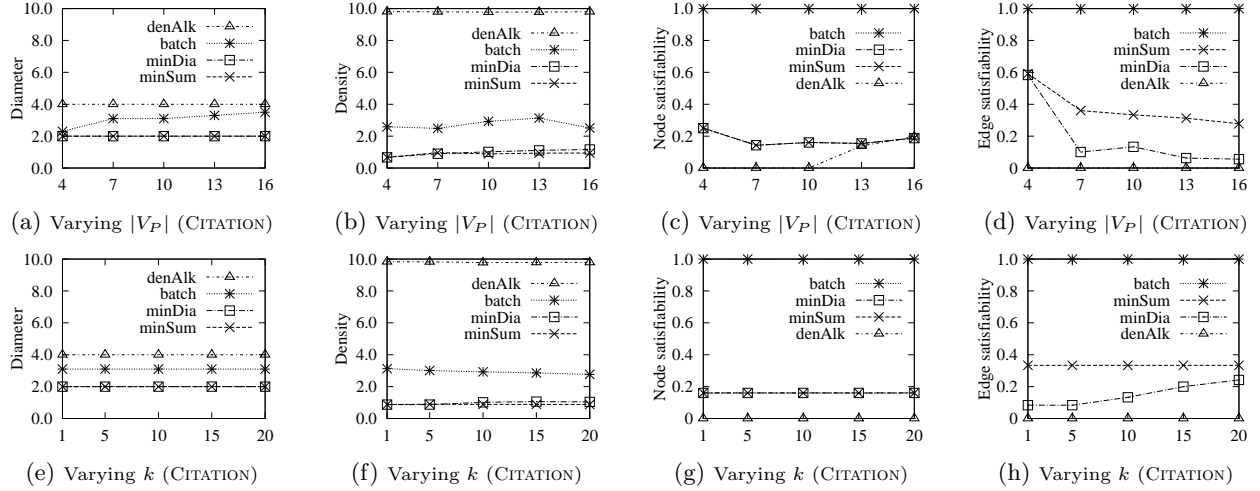 10.0
8.0
6.0
4.0
2.0
0.0
Diameter
denAlk
batch
minDia
minSum
4 7 10 13 16
(a) Varying |V_P| (CITATION)
10.0
8.0
6.0
4.0
2.0
0.0
Density
denAlk
batch
minDia
minSum
4 7 10 13 16
(b) Varying |V_P| (CITATION)
1.0
0.8
0.6
0.4
0.2
0
Node satisfiability
batch
minDia
minSum
denAlk
4 7 10 13 16
(c) Varying |V_P| (CITATION)
1.0
0.8
0.6
0.4
0.2
0
Edge satisfiability
batch
minSum
minDia
denAlk
4 7 10 13 16
(d) Varying |V_P| (CITATION)
10.0
8.0
6.0
4.0
2.0
0.0
Diameter
denAlk
batch
minDia
minSum
1 5 10 15 20
(e) Varying k (CITATION)
10.0
8.0
6.0
4.0
2.0
0.0
Density
denAlk
batch
minDia
minSum
1 5 10 15 20
(f) Varying k (CITATION)
1.0
0.8
0.6
0.4
0.2
0
Node satisfiability
batch
minDia
minSum
denAlk
1 5 10 15 20
(g) Varying k (CITATION)
1.0
0.8
0.6
0.4
0.2
0
Edge satisfiability
batch
minSum
minDia
denAlk
1 5 10 15 20
(h) Varying k (CITATION)